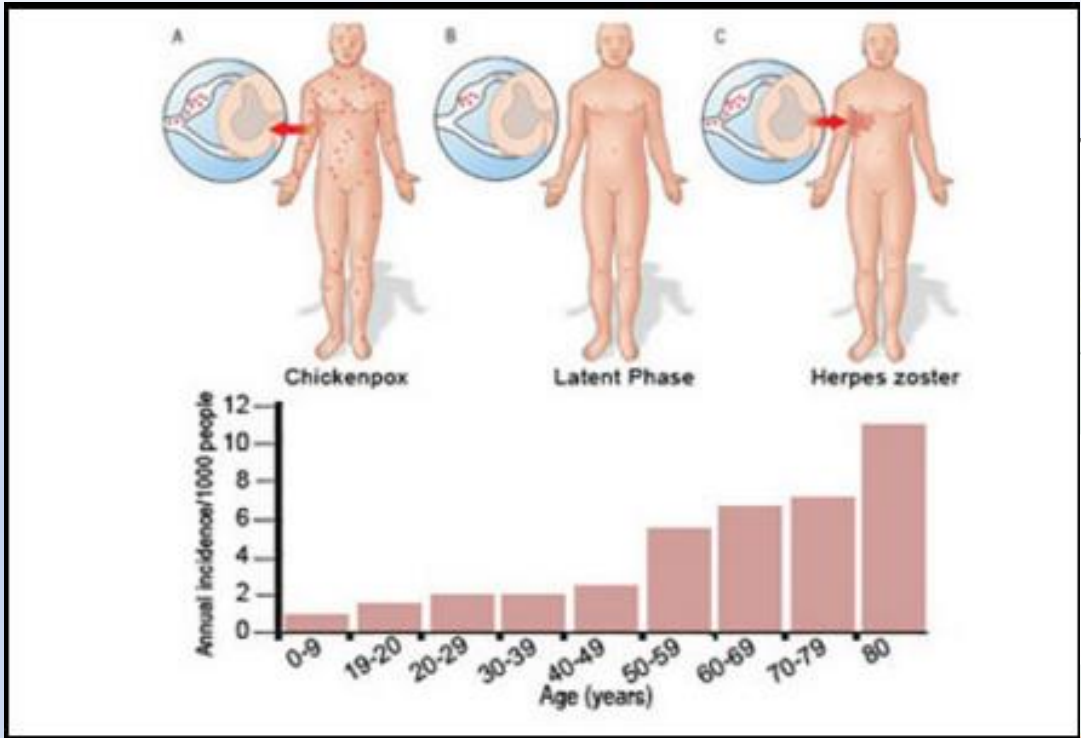 A
B
C
Chickenpox
Latent Phase
Herpes zoster
Annual incidence/1000 people
12
10
8
6
4
2
0
0-9
19-20
20-29
30-39
40-49
50-59
60-69
70-79
80
Age (years)